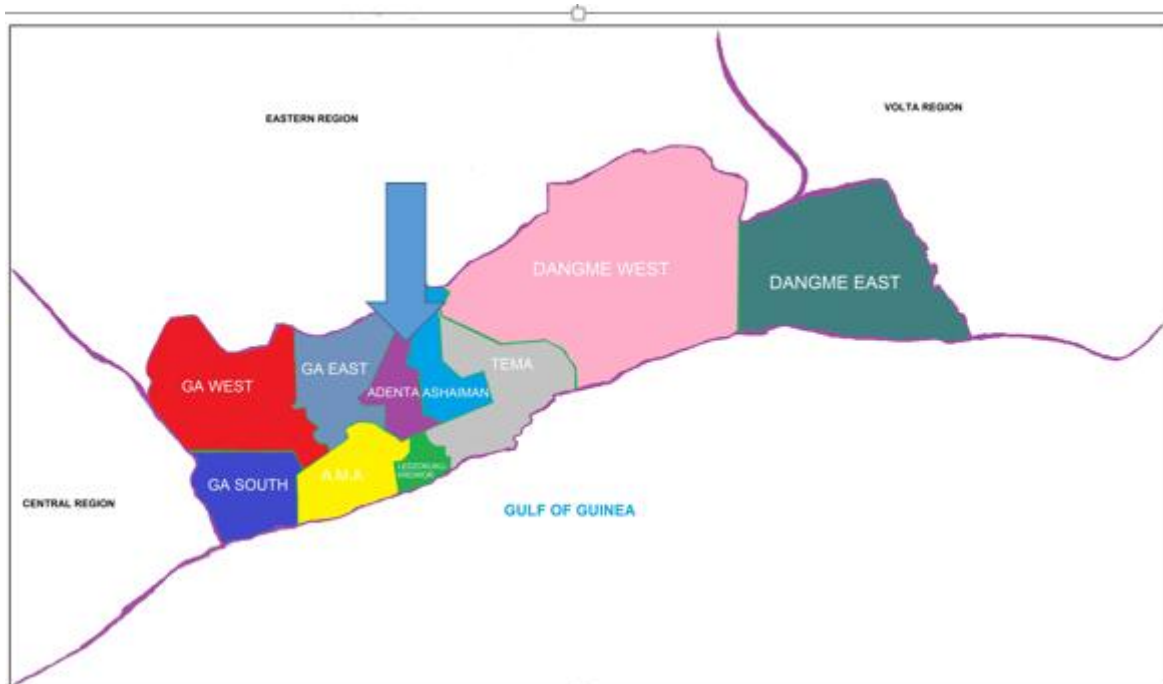 EASTERN REGION
VOLTA REGION
DANGME WEST
DANGME EAST
GA WEST
GA EAST
TEMA
ADENTA
ASHAIMAN
A.M.A
GA SOUTH
CENTRAL REGION
GULF OF GUINEA